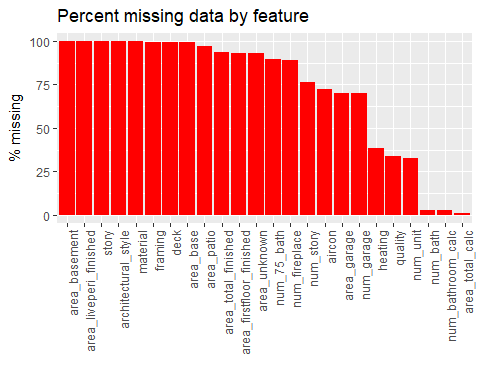 Percent missing data by feature
% missing
100
75
50
25
0
area_basement
area_liveperi_finished
story
architectural_style
material
framing
deck
area_base
area_patio
area_total_finished
area_firstfloor_finished
area_unknown
num_75_bath
num_fireplace
num_story
aircon
area_garage
num_garage
heating
quality
num_unit
num_bath
num_bathroom_calc
area_total_calc